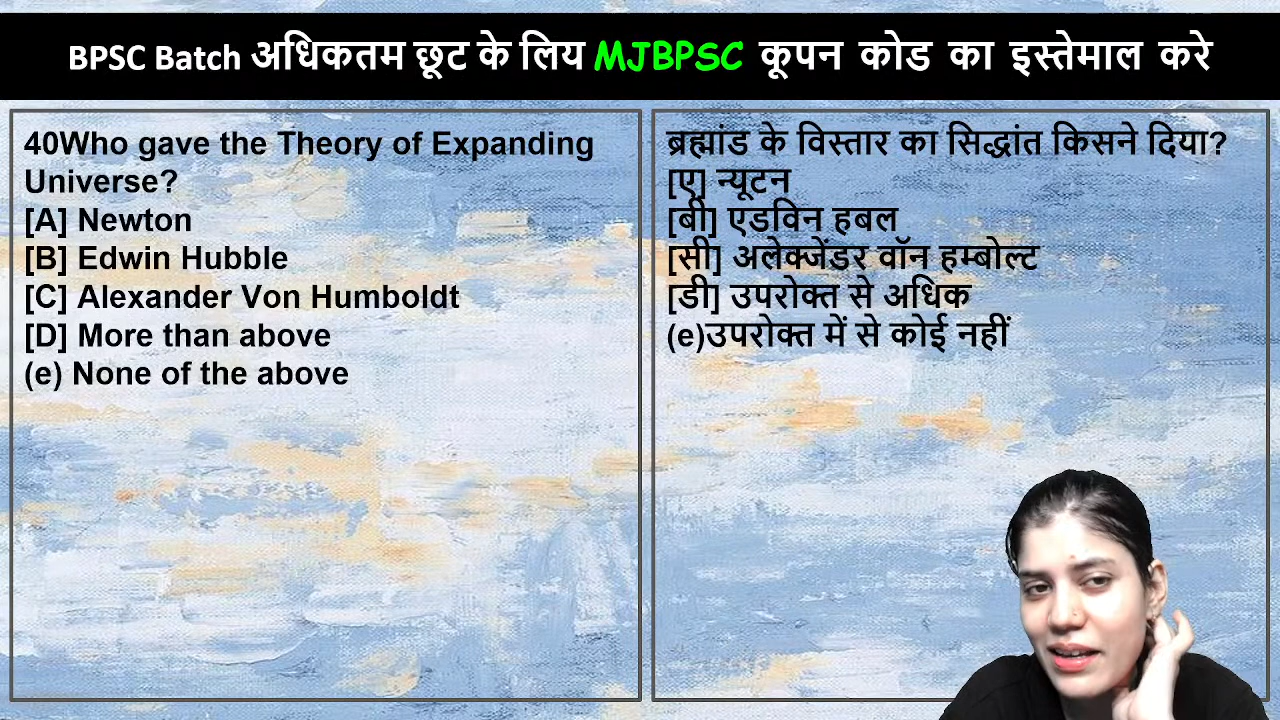 BPSC Batch अधिकतम छूट के लिय MJBPSC कूपन कोड का इस्तेमाल करे
40Who gave the Theory of Expanding
Universe?
[A] Newton
[B] Edwin Hubble
[C] Alexander Von Humboldt
[D] More than above
(e) None of the above
ब्रह्मांड के विस्तार का सिद्धांत किसने दिया?
[ए] न्यूटन
[बी] एडविन हबल
[सी] अलेक्जेंडर वॉन हम्बोल्ट
[डी] उपरोक्त से अधिक
(e)उपरोक्त में से कोई नहीं